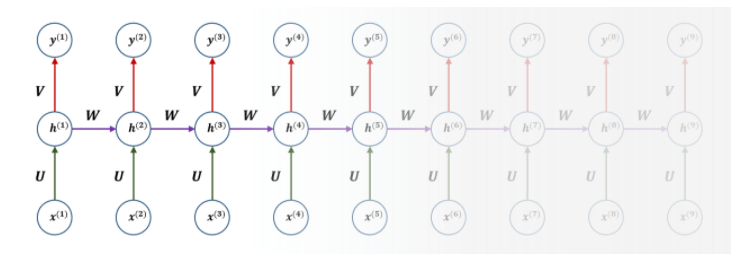 y(1) y(2) y(3) y(4) y(5) y(6) y(7) y(8) y(9)
V V V V V V V V V
W W W W W W W W
h(1) h(2) h(3) h(4) h(5) h(6) h(7) h(8) h(9)
U U U U U U U U U
x(1) x(2) x(3) x(4) x(5) x(6) x(7) x(8) x(9)